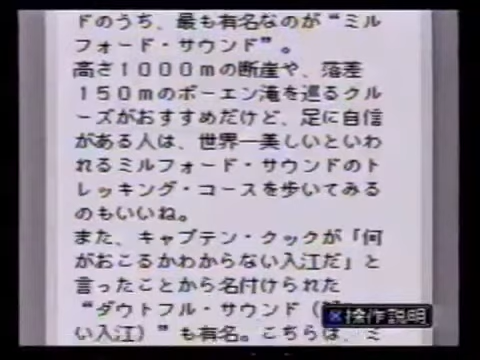 ドのうち、最も有名なのが“ミル
フォード・サウンド”。
高さ１０００ｍの断崖や、落差
１５０ｍのボーエン滝を巡るクル
ーズがおすすめだけど、足に自信
がある人は、世界一美しいといわ
れるミルフォード・サウンドのト
レッキング・コースを歩いてみる
のもいいね。
また、キャプテン・クックが「何
がおこるかわからない入江だ」と
言ったことから名付けられた
“ダウトフル・サウンド（
い入江）”も有名。こちらは、ミ
×操作説明